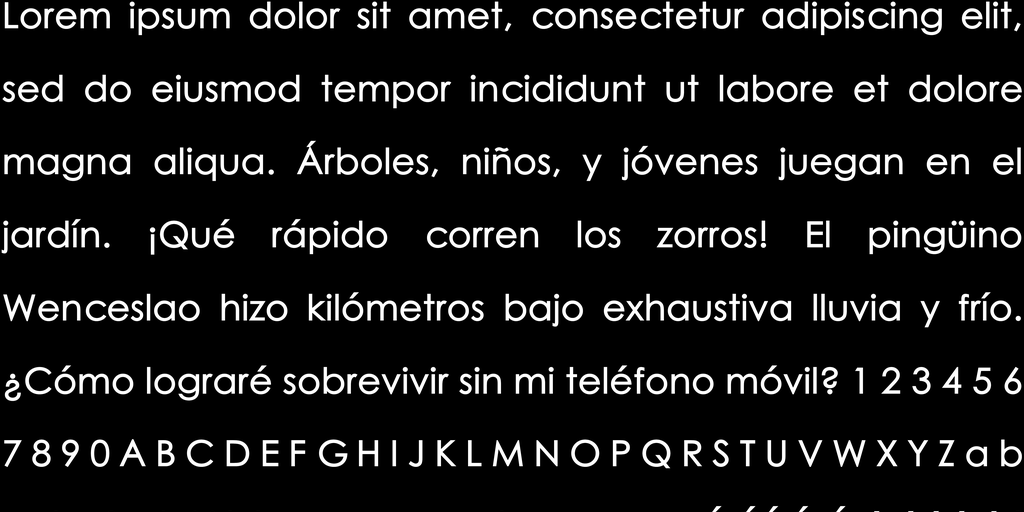 Lorem ipsum dolor sit amet, consectetur adipiscing elit,
sed do eiusmod tempor incididunt ut labore et dolore
magna aliqua. Árboles, niños, y jóvenes juegan en el
jardín. ¡Qué rápido corren los zorros! El pingüino
Wenceslao hizo kilómetros bajo exhaustiva lluvia y frío.
¿Cómo lograré sobrevivir sin mi teléfono móvil? 1 2 3 4 5 6
7 8 9 0 A B C D E F G H I J K L M N O P Q R S T U V W X Y Z a b